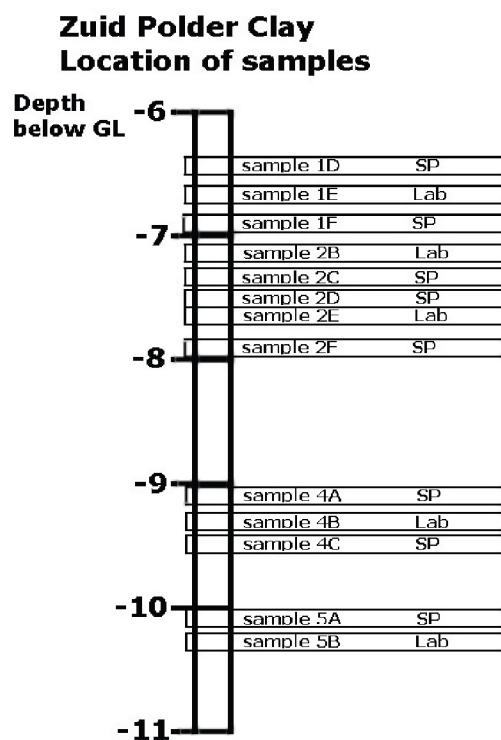 Zuid Polder Clay
Location of samples
Depth
below GL
-6
sample 1D SP
sample 1E Lab
sample 1F SP
-7
sample 2B Lab
sample 2C SP
sample 2D SP
sample 2E Lab
sample 2F SP
-8
-9
sample 4A SP
sample 4B Lab
sample 4C SP
-10
sample 5A SP
sample 5B Lab
-11